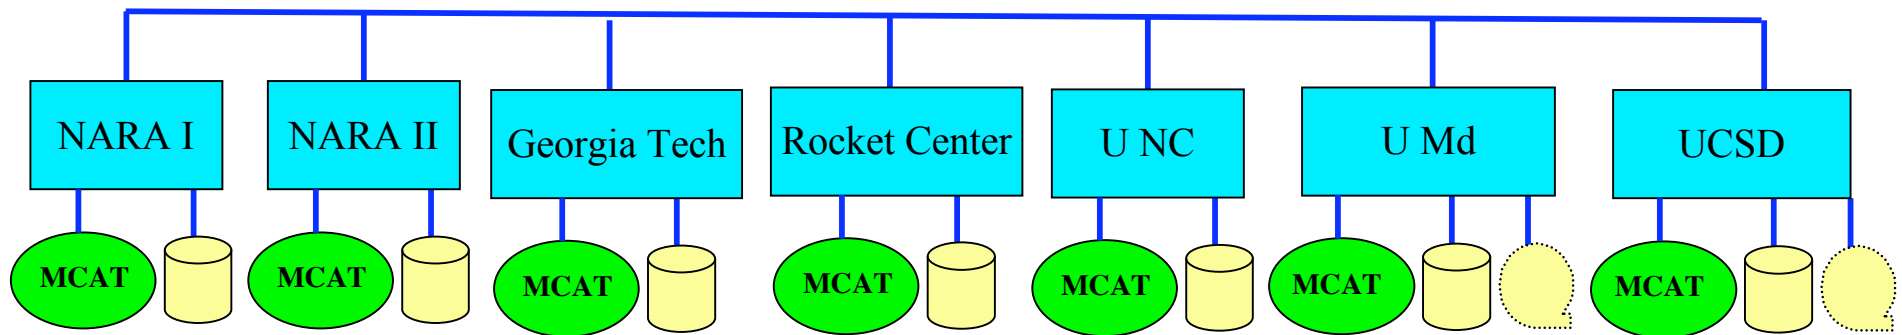 NARA I
NARA II
Georgia Tech
Rocket Center
U NC
U Md
UCSD
MCAT
MCAT
MCAT
MCAT
MCAT
MCAT
MCAT